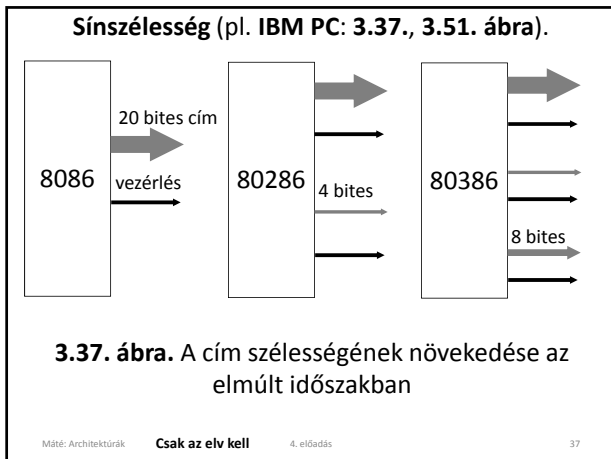 Sínszélesség (pl. IBM PC: 3.37., 3.51. ábra).
20 bites cím
8086
vezérlés
80286
4 bites
80386
8 bites
3.37. ábra. A cím szélességének növekedése az
elmúlt időszakban
Máté: Architektúrák Csak az elv kell 4. előadás 37